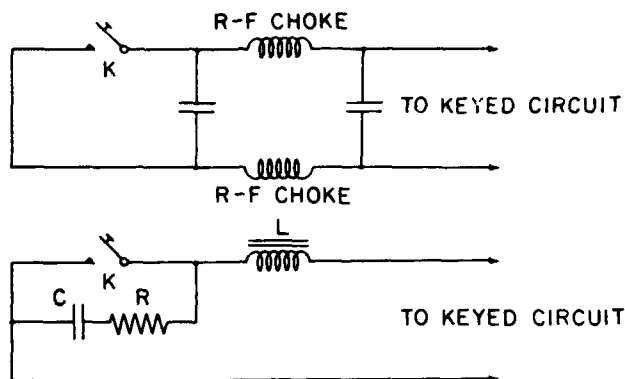 R-F CHOKE
K
TO KEYED CIRCUIT
R-F CHOKE
L
K
C
R
TO KEYED CIRCUIT